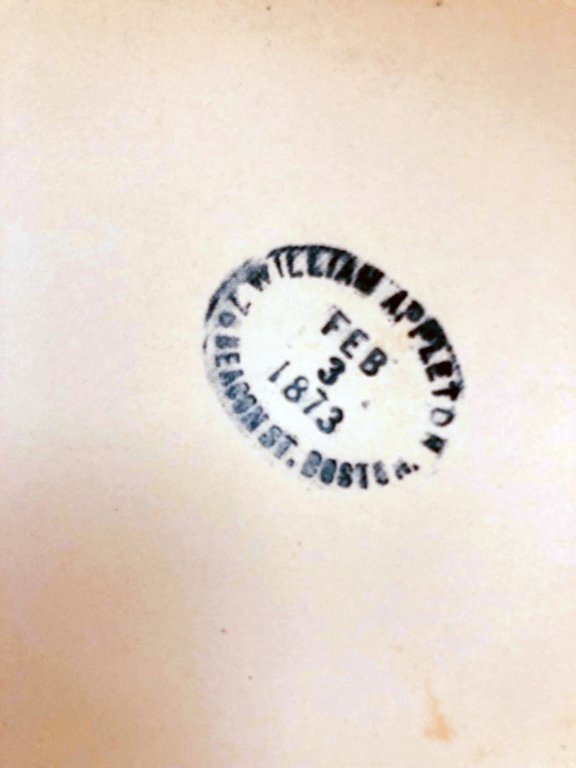 WILLIAM APPLETON
FEB
3
1873
BEACON ST. BOSTON.